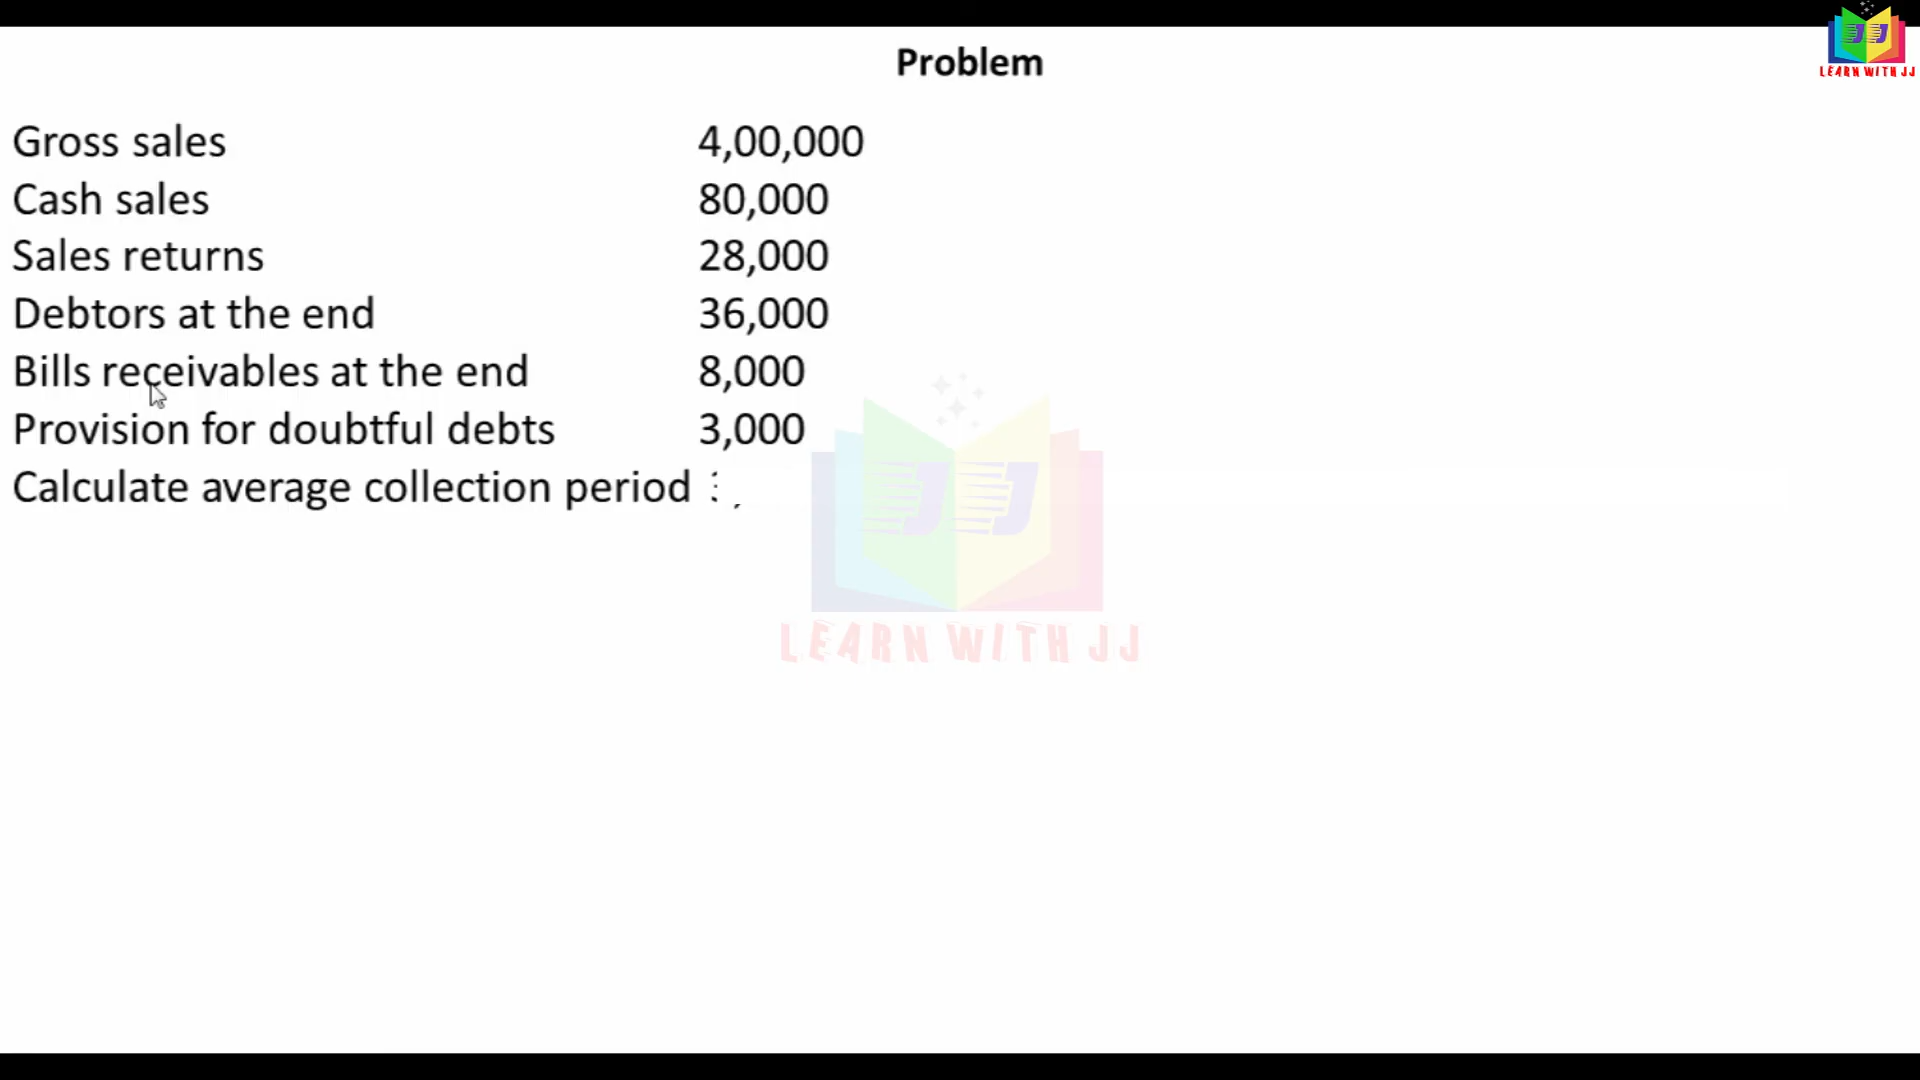 Problem
LEARN WITH JJ
Gross sales 4,00,000
Cash sales 80,000
Sales returns 28,000
Debtors at the end 36,000
Bills receivables at the end 8,000
Provision for doubtful debts 3,000
Calculate average collection period
JJ
LEARN WITH JJ